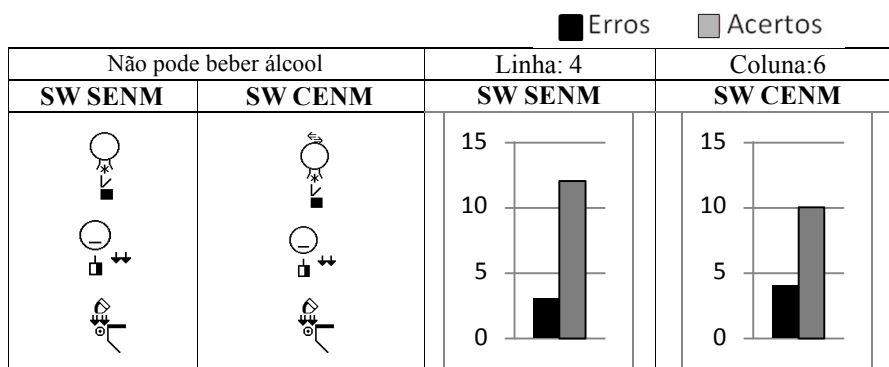 Erros Acertos
Não pode beber álcool Linha: 4 Coluna:6
SW SENM SW CENM SW SENM SW CENM
15 15
10 10
5 5
0 0